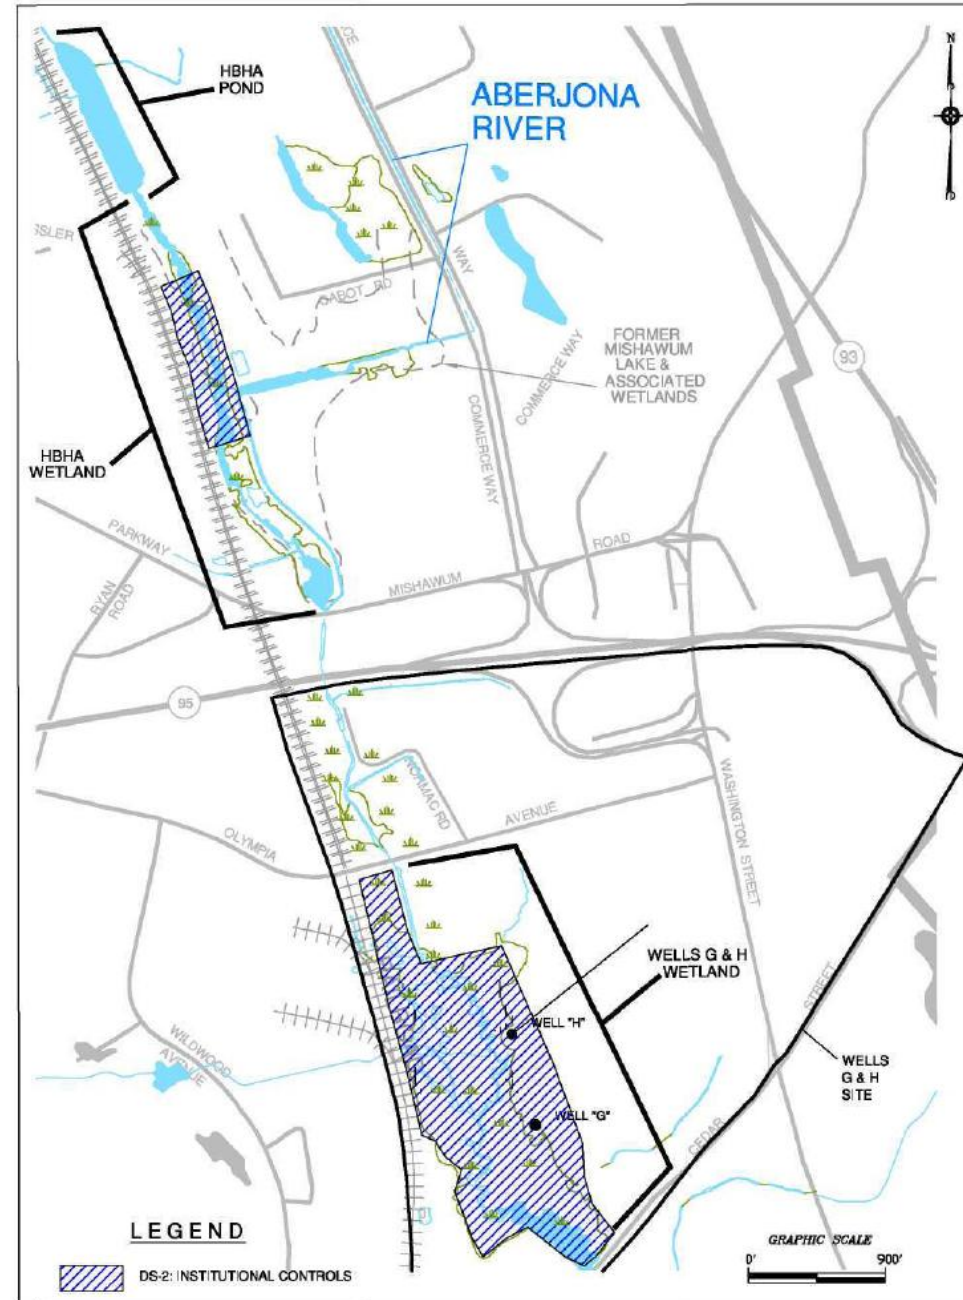 HBHA
POND
ABERJONA
RIVER
N
WAY
CABOT RD
FORMER
MISHAWUM
LAKE &
ASSOCIATED
WETLANDS
COMMERCE WAY
COMMERCE WAY
93
HBHA
WETLAND
PARKWAY
RYAN
ROAD
MISHAWUM
ROAD
95
NORMAC RD
WASHINGTON STREET
OLYMPIA
AVENUE
WELLS G & H
WETLAND
WELL "H"
WELL "G"
WILDWOOD
AVENUE
CEDAR
STREET
WELLS
G & H
SITE
LEGEND
DS-2: INSTITUTIONAL CONTROLS
GRAPHIC SCALE
0'
900'